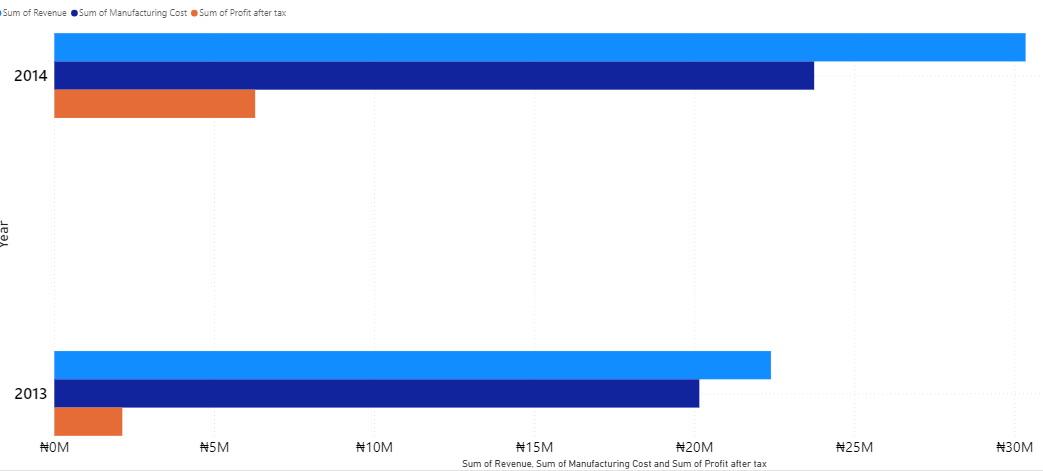 Sum of Revenue Sum of Manufacturing Cost Sum of Profit after tax
2014
Year
2013
₦0M ₦5M ₦10M ₦15M ₦20M ₦25M ₦30M
Sum of Revenue, Sum of Manufacturing Cost and Sum of Profit after tax